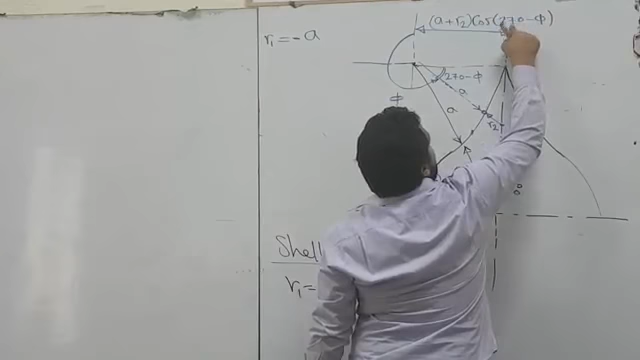 r₁ = - a
(a+r₂) Cos(270-φ)
270-φ
a
φ
a
r₂
Shell
r₁ =